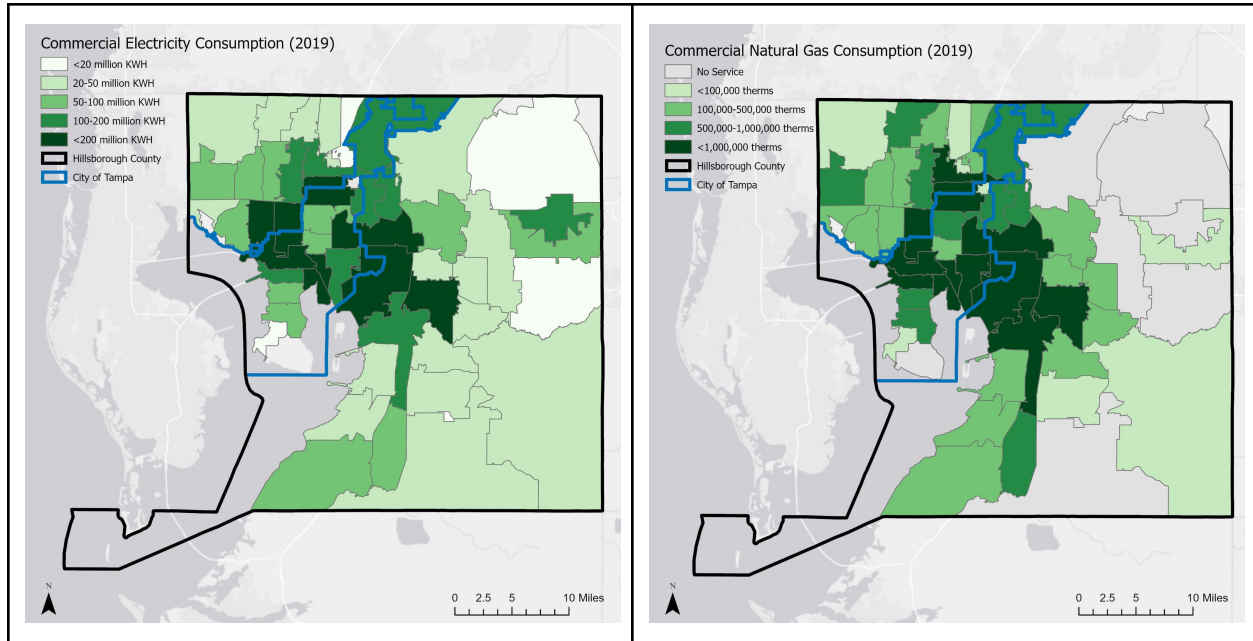 Commercial Electricity Consumption (2019)
<20 million KWH
20-50 million KWH
50-100 million KWH
100-200 million KWH
<200 million KWH
Hillsborough County
City of Tampa
N
0 2.5 5 10 Miles
Commercial Natural Gas Consumption (2019)
No Service
<100,000 therms
100,000-500,000 therms
500,000-1,000,000 therms
<1,000,000 therms
Hillsborough County
City of Tampa
N
0 2.5 5 10 Miles